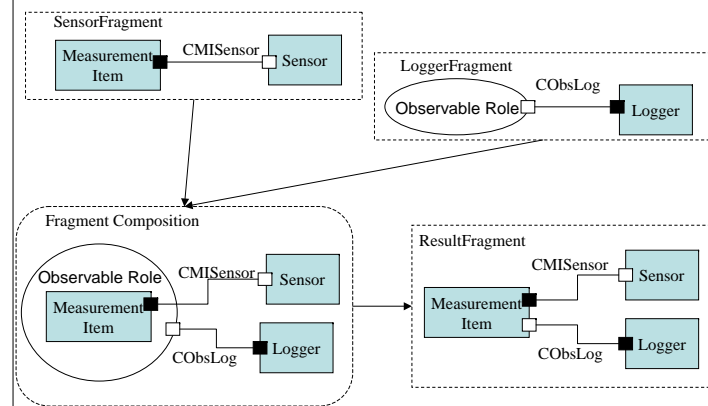 SensorFragment
CMISensor
Measurement
Item
Sensor
LoggerFragment
CObsLog
Observable Role
Logger
Fragment Composition
Observable Role
CMISensor
Measurement
Item
Sensor
CObsLog
Logger
ResultFragment
CMISensor
Sensor
Measurement
Item
CObsLog
Logger